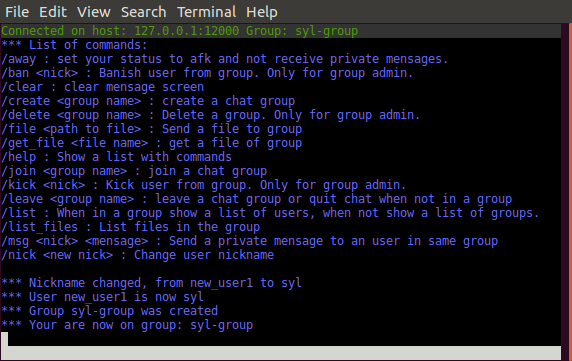 File Edit View Search Terminal Help
Connected on host: 127.0.0.1:12000 Group: syl-group
*** List of commands:
/away : set your status to afk and not receive private mensages.
/ban <nick> : Banish user from group. Only for group admin.
/clear : clear mensage screen
/create <group name> : create a chat group
/delete <group name> : Delete a group. Only for group admin.
/file <path to file> : Send a file to group
/get_file <file name> : get a file of group
/help : Show a list with commands
/join <group name> : join a chat group
/kick <nick> : Kick user from group. Only for group admin.
/leave <group name> : leave a chat group or quit chat when not in a group
/list : When in a group show a list of users, when not show a list of groups.
/list_files : List files in the group
/msg <nick> <mensage> : Send a private mensage to an user in same group
/nick <new nick> : Change user nickname
*** Nickname changed, from new_user1 to syl
*** User new_user1 is now syl
*** Group syl-group was created
*** Your are now on group: syl-group